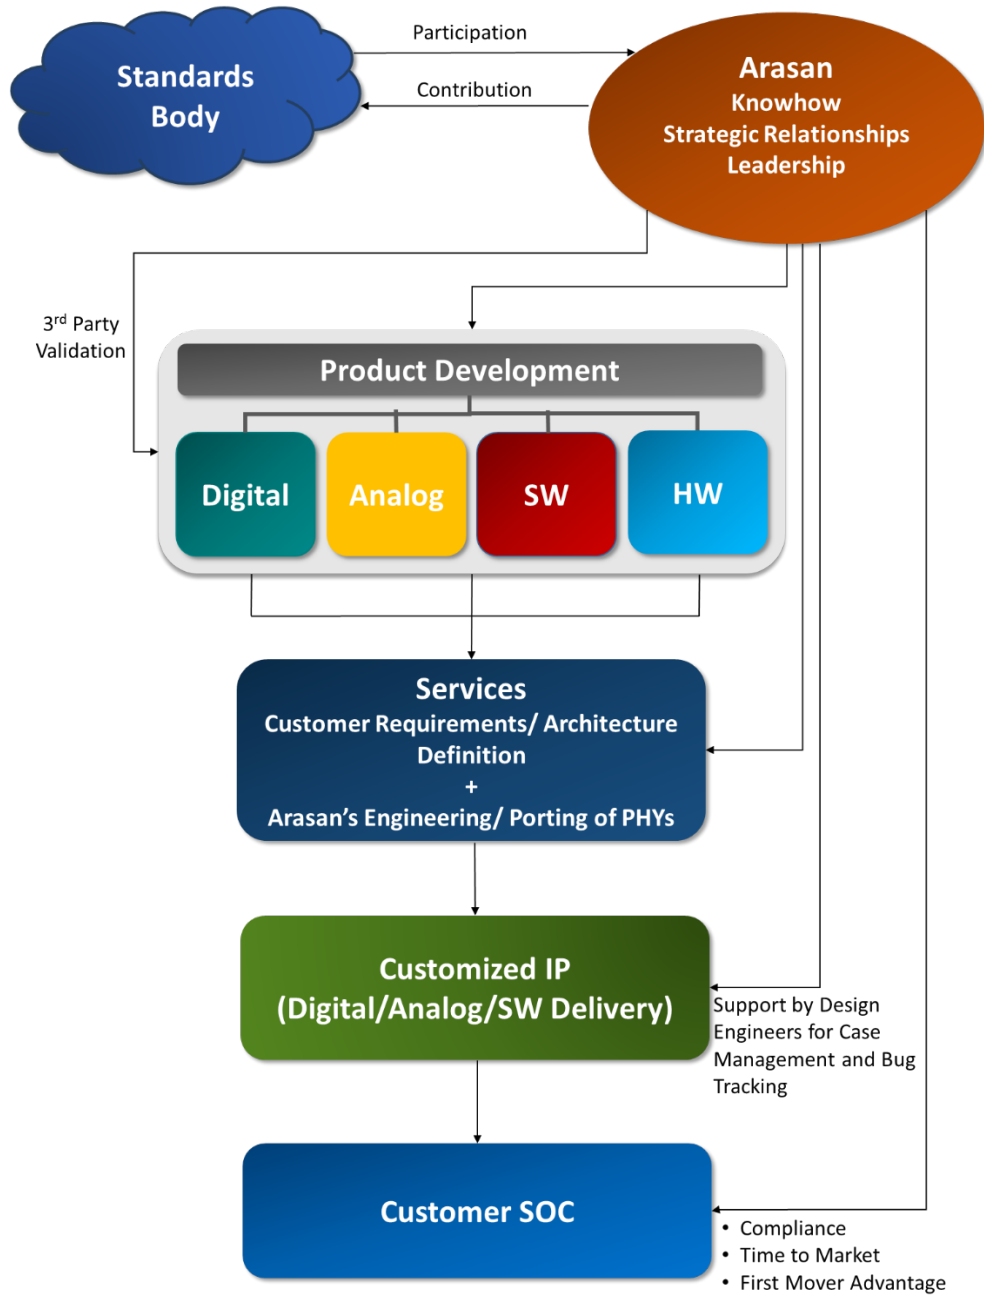 Standards
Body
Participation
Contribution
Arasan
Knowhow
Strategic Relationships
Leadership
3rd Party
Validation
Product Development
Digital
Analog
SW
HW
Services
Customer Requirements/ Architecture
Definition
+
Arasan's Engineering/ Porting of PHYs
Customized IP
(Digital/Analog/SW Delivery)
Support by Design
Engineers for Case
Management and Bug
Tracking
Customer SOC
• Compliance
• Time to Market
• First Mover Advantage